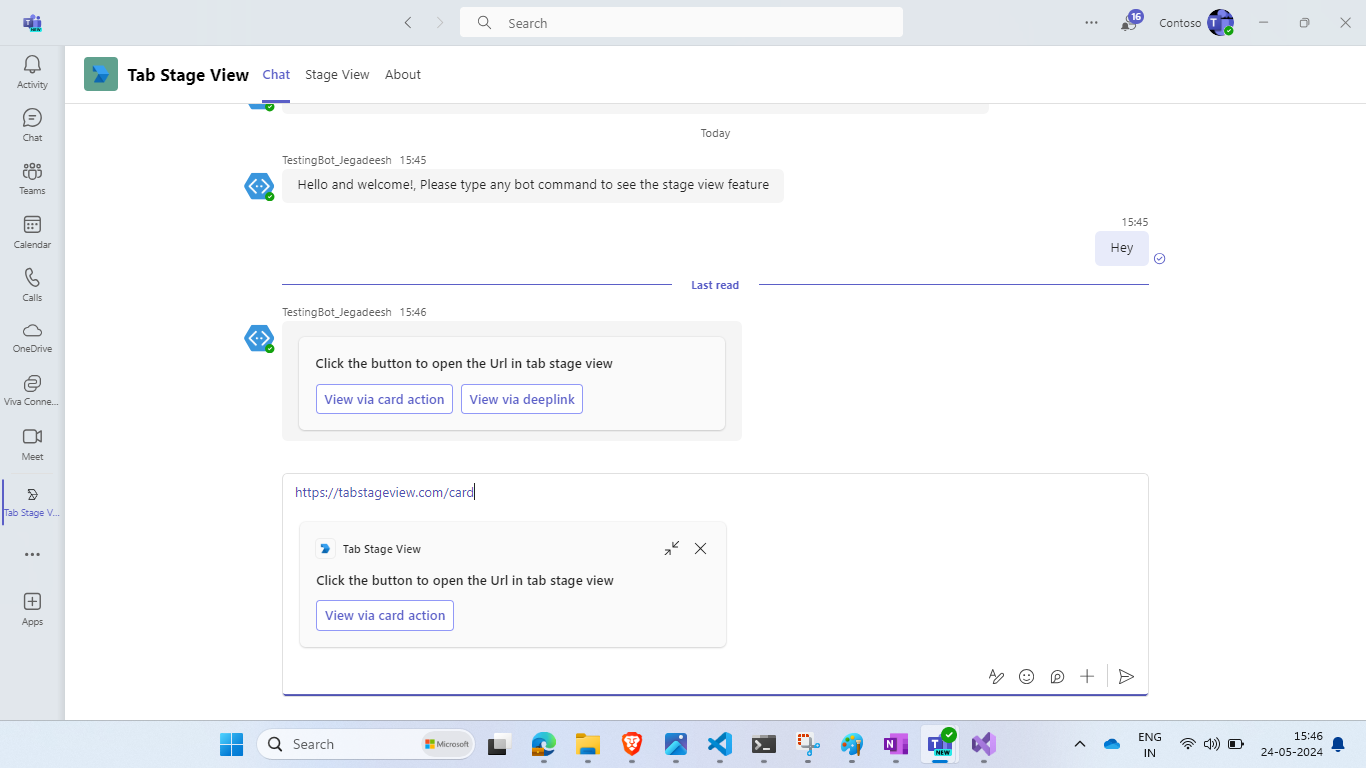 NEW
Search
16
Contoso
T
Activity
Chat
Teams
Calendar
Calls
OneDrive
Viva Conne...
Meet
Tab Stage V...
Apps
Tab Stage View Chat Stage View About
Today
TestingBot_Jegadeesh 15:45
Hello and welcome!, Please type any bot command to see the stage view feature
15:45
Hey
Last read
TestingBot_Jegadeesh 15:46
Click the button to open the Url in tab stage view
View via card action View via deeplink
https://tabstageview.com/card
Tab Stage View
Click the button to open the Url in tab stage view
View via card action
Search Microsoft
N
T
NEW
ENG
IN
15:46
24-05-2024